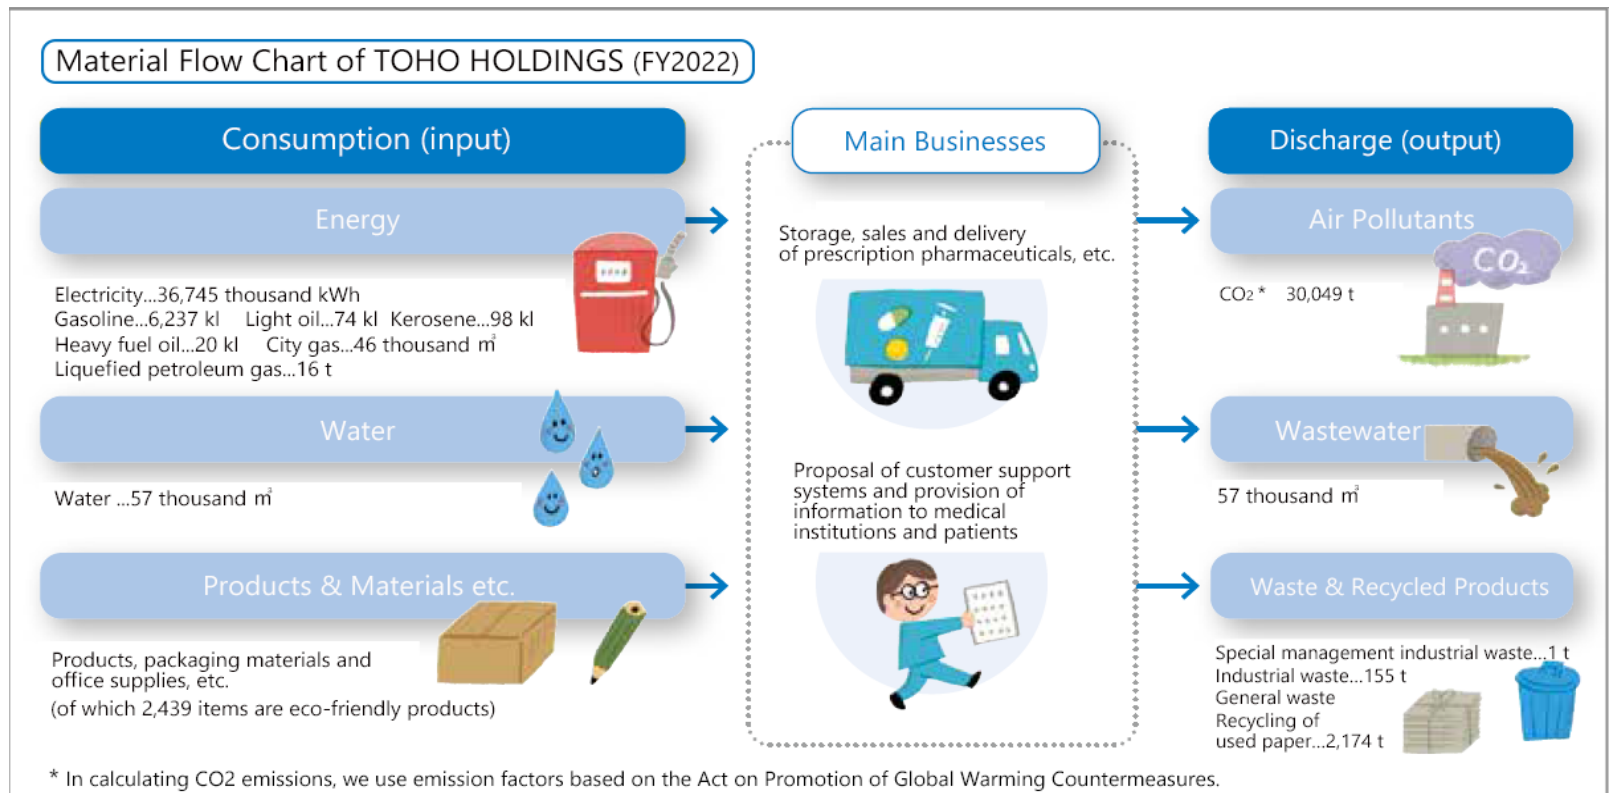 Material Flow Chart of TOHO HOLDINGS (FY2022)
Consumption (input)
Energy
Electricity...36,745 thousand kWh
Gasoline...6,237 kl Light oil...74 kl Kerosene...98 kl
Heavy fuel oil...20 kl City gas...46 thousand ㎥
Liquefied petroleum gas...16 t
Water
Water ...57 thousand ㎥
Products & Materials etc.
Products, packaging materials and
office supplies, etc.
(of which 2,439 items are eco-friendly products)
Main Businesses
Storage, sales and delivery
of prescription pharmaceuticals, etc.
Proposal of customer support
systems and provision of
information to medical
institutions and patients
Discharge (output)
Air Pollutants
CO₂
CO2 * 30,049 t
Wastewater
57 thousand ㎥
Waste & Recycled Products
Special management industrial waste...1 t
Industrial waste...155 t
General waste
Recycling of
used paper...2,174 t
* In calculating CO2 emissions, we use emission factors based on the Act on Promotion of Global Warming Countermeasures.